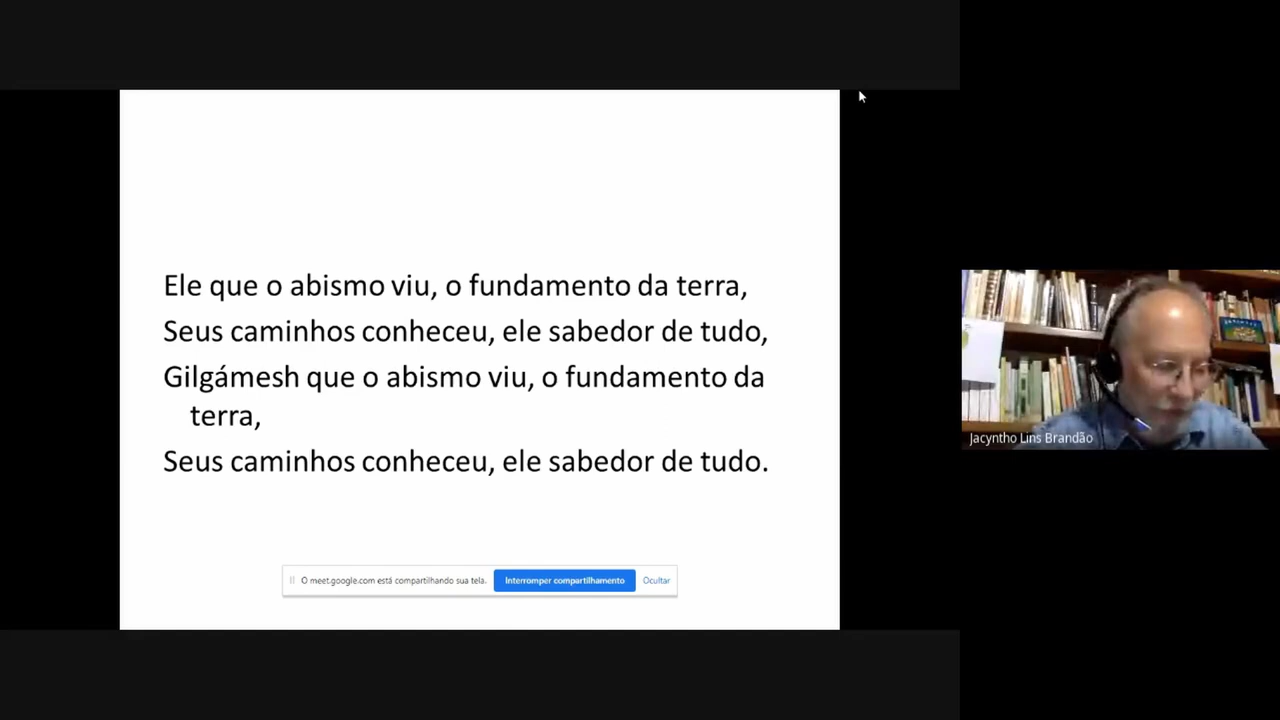 Ele que o abismo viu, o fundamento da terra,
Seus caminhos conheceu, ele sabedor de tudo,
Gilgámesh que o abismo viu, o fundamento da
terra,
Seus caminhos conheceu, ele sabedor de tudo.
Jacyntho Lins Brandão
O meet.google.com está compartilhando sua tela.
Interromper compartilhamento
Ocultar